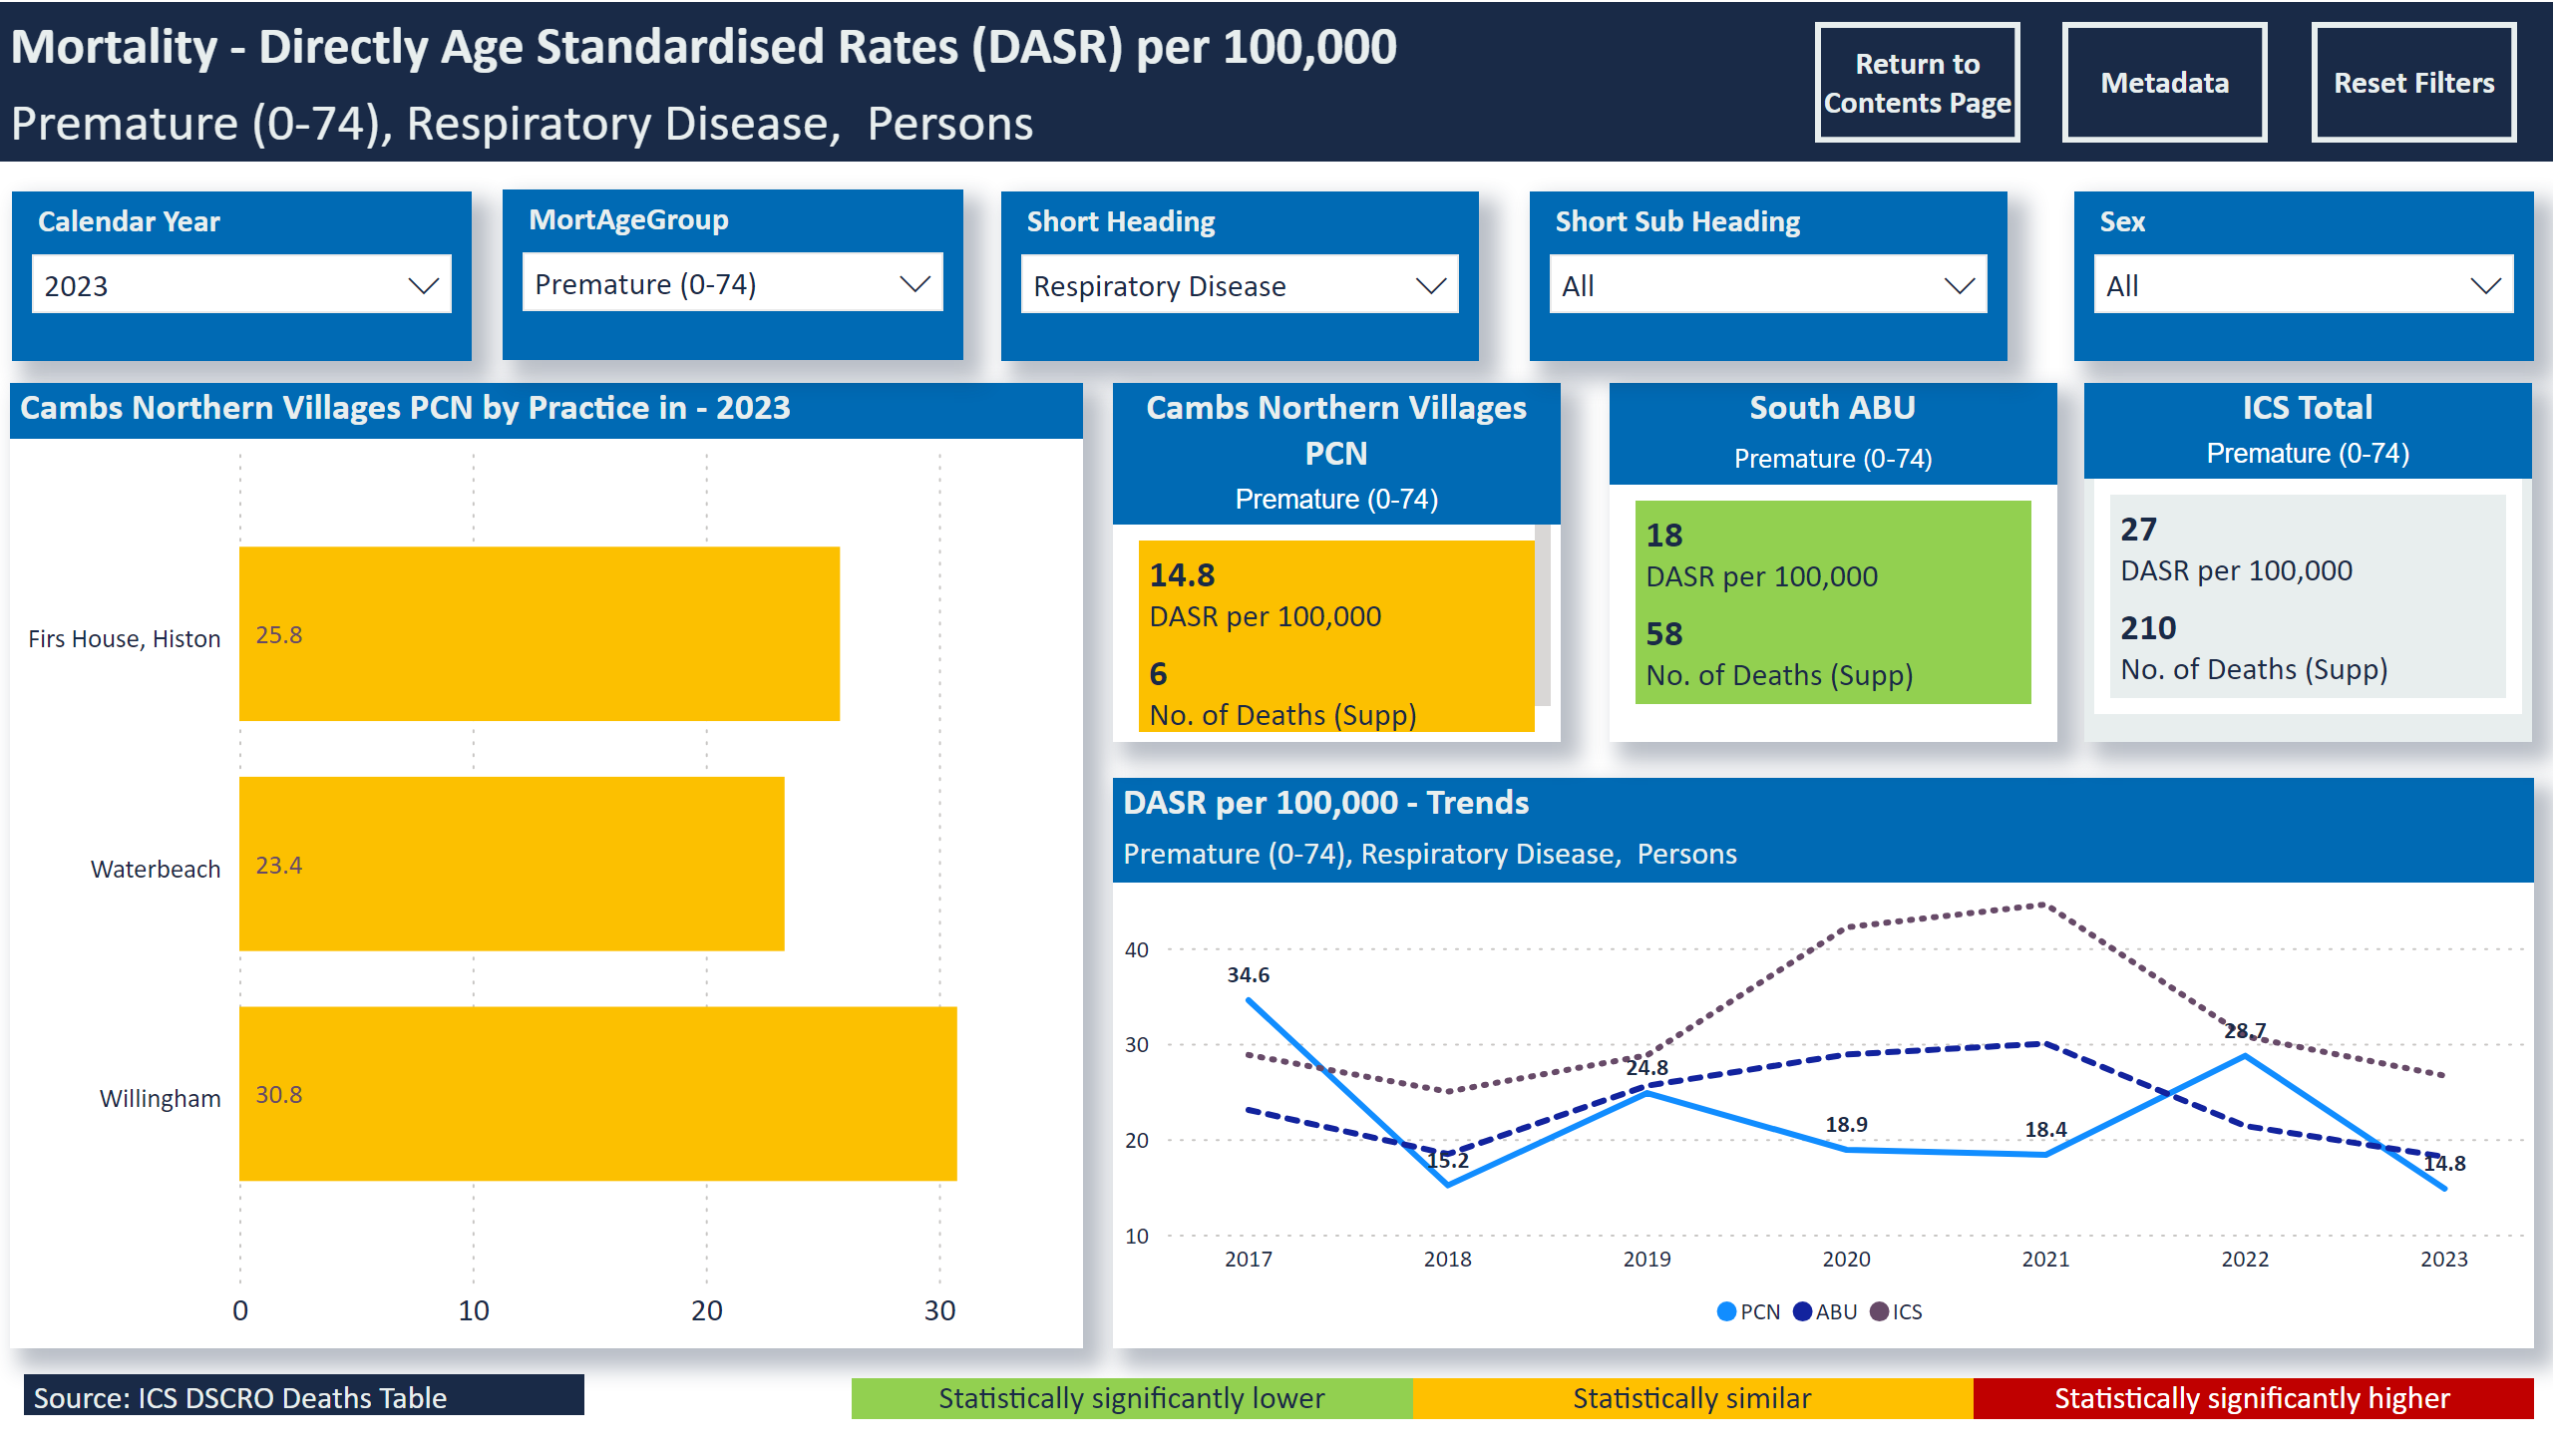 Mortality - Directly Age Standardised Rates (DASR) per 100,000
Premature (0-74), Respiratory Disease,  Persons
Return to
Contents Page
Metadata
Reset Filters
Calendar Year
2023
MortAgeGroup
Premature (0-74)
Short Heading
Respiratory Disease
Short Sub Heading
All
Sex
All
Cambs Northern Villages PCN by Practice in - 2023
Firs House, Histon
25.8
Waterbeach
23.4
Willingham
30.8
0
10
20
30
Cambs Northern Villages
PCN
Premature (0-74)
14.8
DASR per 100,000
6
No. of Deaths (Supp)
South ABU
Premature (0-74)
18
DASR per 100,000
58
No. of Deaths (Supp)
ICS Total
Premature (0-74)
27
DASR per 100,000
210
No. of Deaths (Supp)
DASR per 100,000 - Trends
Premature (0-74), Respiratory Disease,  Persons
40
30
20
10
34.6
15.2
24.8
18.9
18.4
28.7
14.8
2017
2018
2019
2020
2021
2022
2023
PCN
ABU
ICS
Source: ICS DSCRO Deaths Table
Statistically significantly lower
Statistically similar
Statistically significantly higher